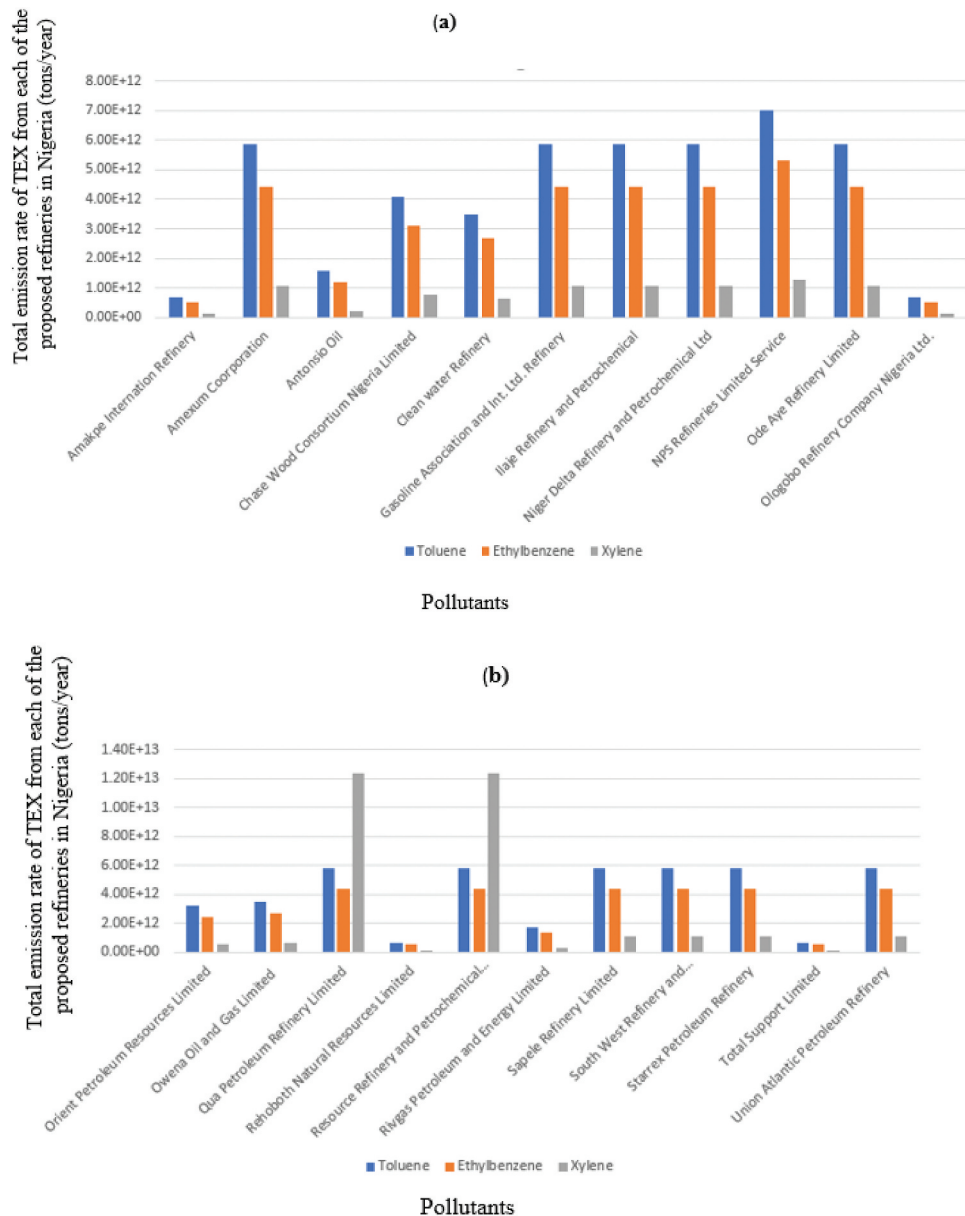 (a)
Total emission rate of TEX from each of the
proposed refineries in Nigeria (tons/year)
8.00E+12
7.00E+12
6.00E+12
5.00E+12
4.00E+12
3.00E+12
2.00E+12
1.00E+12
0.00E+00
Amakpe Internation Refinery
Amexum Coorporation
Antonsio Oil
Chase Wood Consortium Nigeria Limited
Clean water Refinery
Gasoline Association and Int. Ltd. Refinery
Ilaje Refinery and Petrochemical
Niger Delta Refinery and Petrochemical Ltd
NPS Refineries Limited Service
Ode Aye Refinery Limited
Ologobo Refinery Company Nigeria Ltd.
Toluene Ethylbenzene Xylene
Pollutants
(b)
Total emission rate of TEX from each of the
proposed refineries in Nigeria (tons/year)
1.40E+13
1.20E+13
1.00E+13
8.00E+12
6.00E+12
4.00E+12
2.00E+12
0.00E+00
Orient Petroleum Resources Limited
Owena Oil and Gas Limited
Qua Petroleum Refinery Limited
Rehoboth Natural Resources Limited
Resource Refinery and Petrochemical...
Rivgas Petroleum and Energy Limited
Sapele Refinery Limited
South West Refinery and...
Starrex Petroleum Refinery
Total Support Limited
Union Atlantic Petroleum Refinery
Toluene Ethylbenzene Xylene
Pollutants